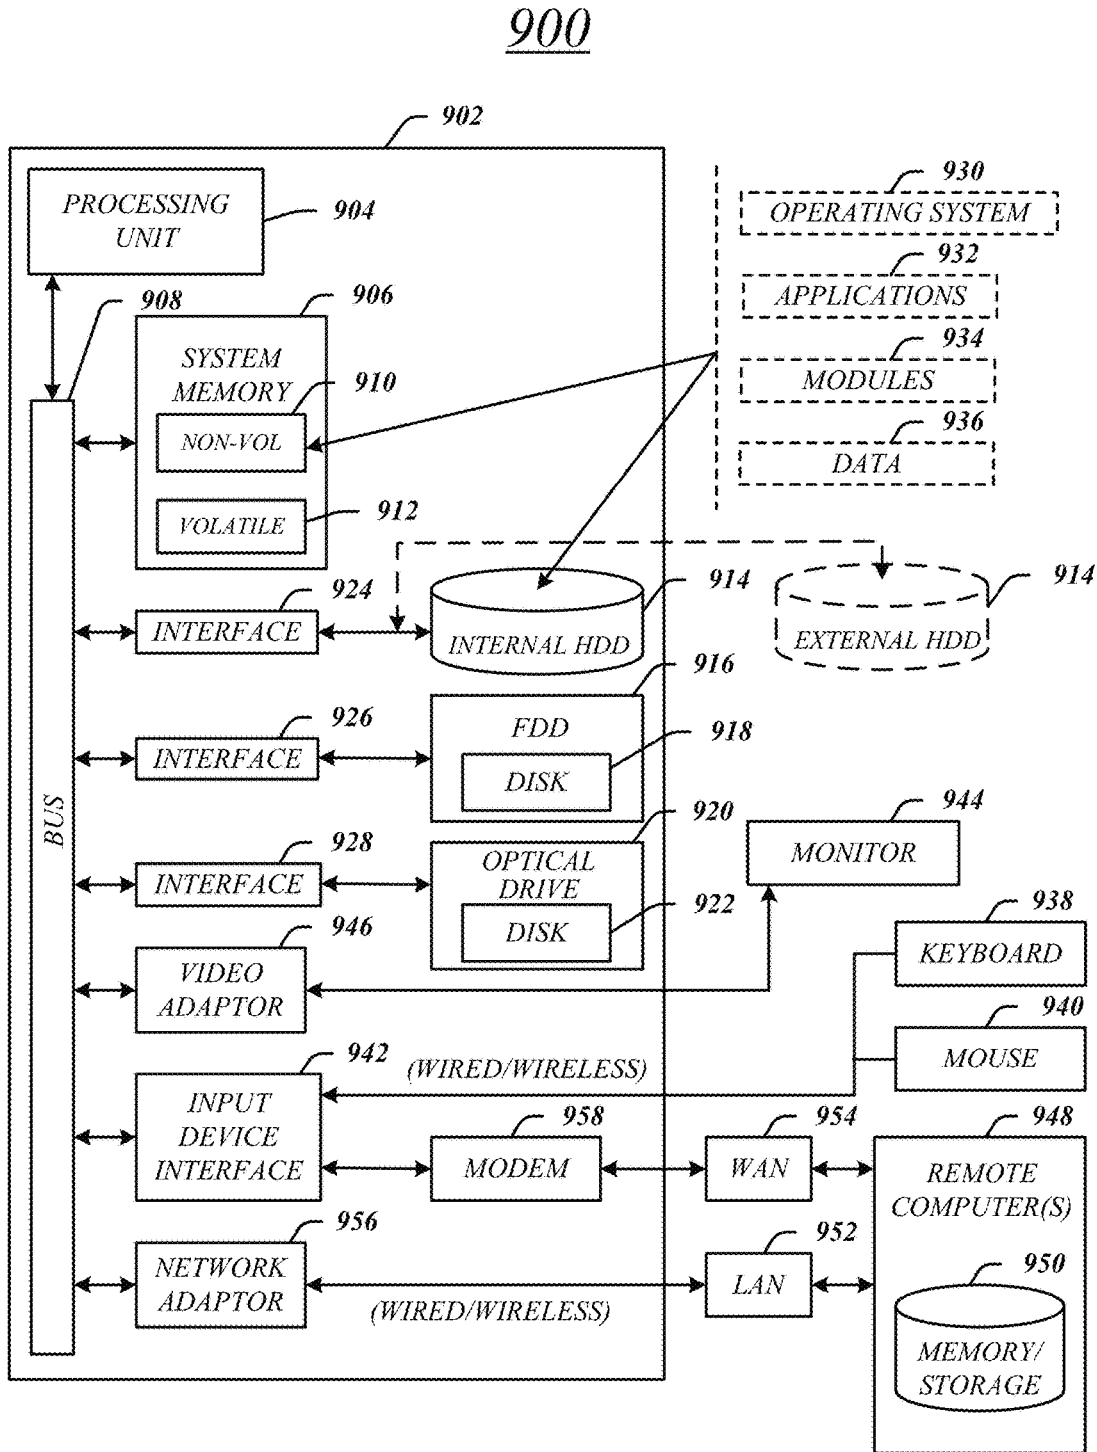 900
902
PROCESSING
UNIT
904
908
906
SYSTEM
MEMORY
910
NON-VOL
912
VOLATILE
930
OPERATING SYSTEM
932
APPLICATIONS
934
MODULES
936
DATA
924
INTERFACE
914
INTERNAL HDD
914
EXTERNAL HDD
916
926
INTERFACE
FDD
918
DISK
BUS
920
928
INTERFACE
OPTICAL
DRIVE
922
DISK
944
MONITOR
946
VIDEO
ADAPTOR
938
KEYBOARD
940
MOUSE
942
(WIRED/WIRELESS)
INPUT
DEVICE
INTERFACE
958
MODEM
954
WAN
948
REMOTE
COMPUTER(S)
956
NETWORK
ADAPTOR
(WIRED/WIRELESS)
952
LAN
950
MEMORY/
STORAGE